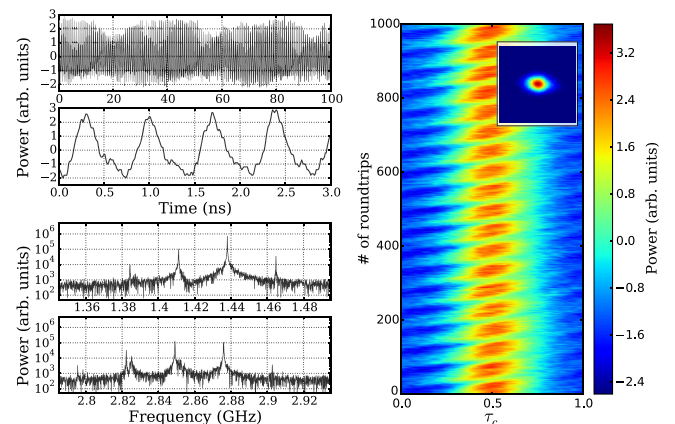 Power (arb. units)
3
2
1
0
−1
−2
0 20 40 60 80 100
2
1
0
−1
−2
0.0 0.5 1.0 1.5 2.0 2.5 3.0
Time (ns)
Power (arb. units)
10^6
10^5
10^4
10^3
10^2
1.36 1.38 1.4 1.42 1.44 1.46 1.48
10^6
10^5
10^4
10^3
10^2
2.8 2.82 2.84 2.86 2.88 2.9 2.92
Frequency (GHz)
# of roundtrips
1000
800
600
400
200
0
0.0 0.5 1.0
τc
3.2
2.4
1.6
0.8
0.0
−0.8
−1.6
−2.4
Power (arb. units)